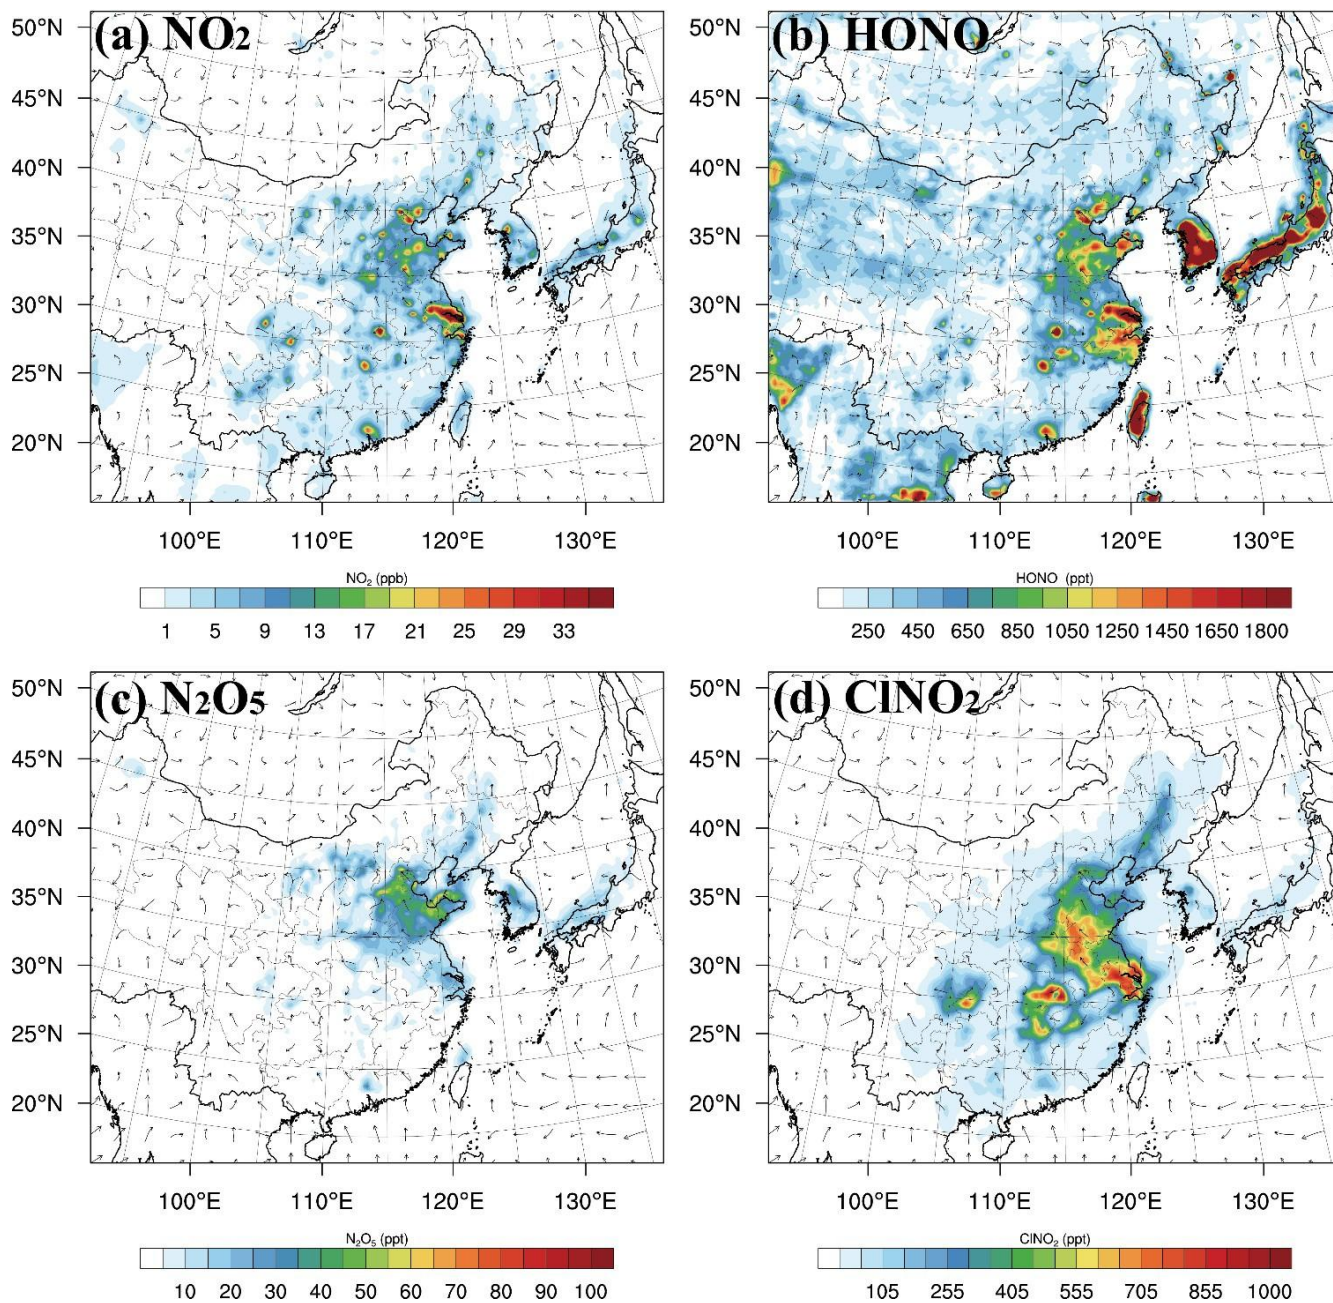 (a) NO₂
50°N
45°N
40°N
35°N
30°N
25°N
20°N
100°E 110°E 120°E 130°E
NO₂ (ppb)
1 5 9 13 17 21 25 29 33
(b) HONO
50°N
45°N
40°N
35°N
30°N
25°N
20°N
100°E 110°E 120°E 130°E
HONO (ppt)
250 450 650 850 1050 1250 1450 1650 1800
(c) N₂O₅
50°N
45°N
40°N
35°N
30°N
25°N
20°N
100°E 110°E 120°E 130°E
N₂O₅ (ppt)
10 20 30 40 50 60 70 80 90 100
(d) ClNO₂
50°N
45°N
40°N
35°N
30°N
25°N
20°N
100°E 110°E 120°E 130°E
ClNO₂ (ppt)
105 255 405 555 705 855 1000